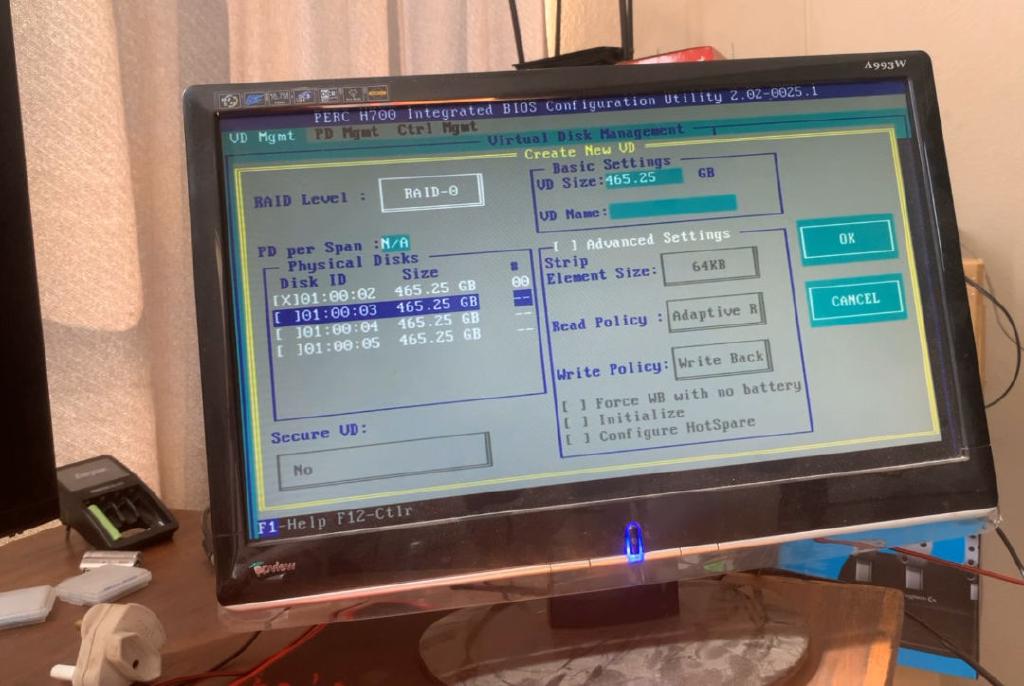 A993W
PERC H700 Integrated BIOS Configuration Utility 2.02-0025.1
VD Mgmt PD Mgmt Ctrl Mgmt
Virtual Disk Management
Create New VD
RAID Level : RAID-0
Basic Settings
VD Size: 465.25 GB
VD Name:
PD per Span : N/A
Physical Disks
Disk ID Size #
[X]01:00:02 465.25 GB 00
[ ]01:00:03 465.25 GB --
[ ]01:00:04 465.25 GB --
[ ]01:00:05 465.25 GB
[ ] Advanced Settings
Strip
Element Size: 64KB
Read Policy : Adaptive R
Write Policy: Write Back
[ ] Force WB with no battery
[ ] Initialize
[ ] Configure HotSpare
OK
CANCEL
Secure VD:
No
F1-Help F12-Ctlr